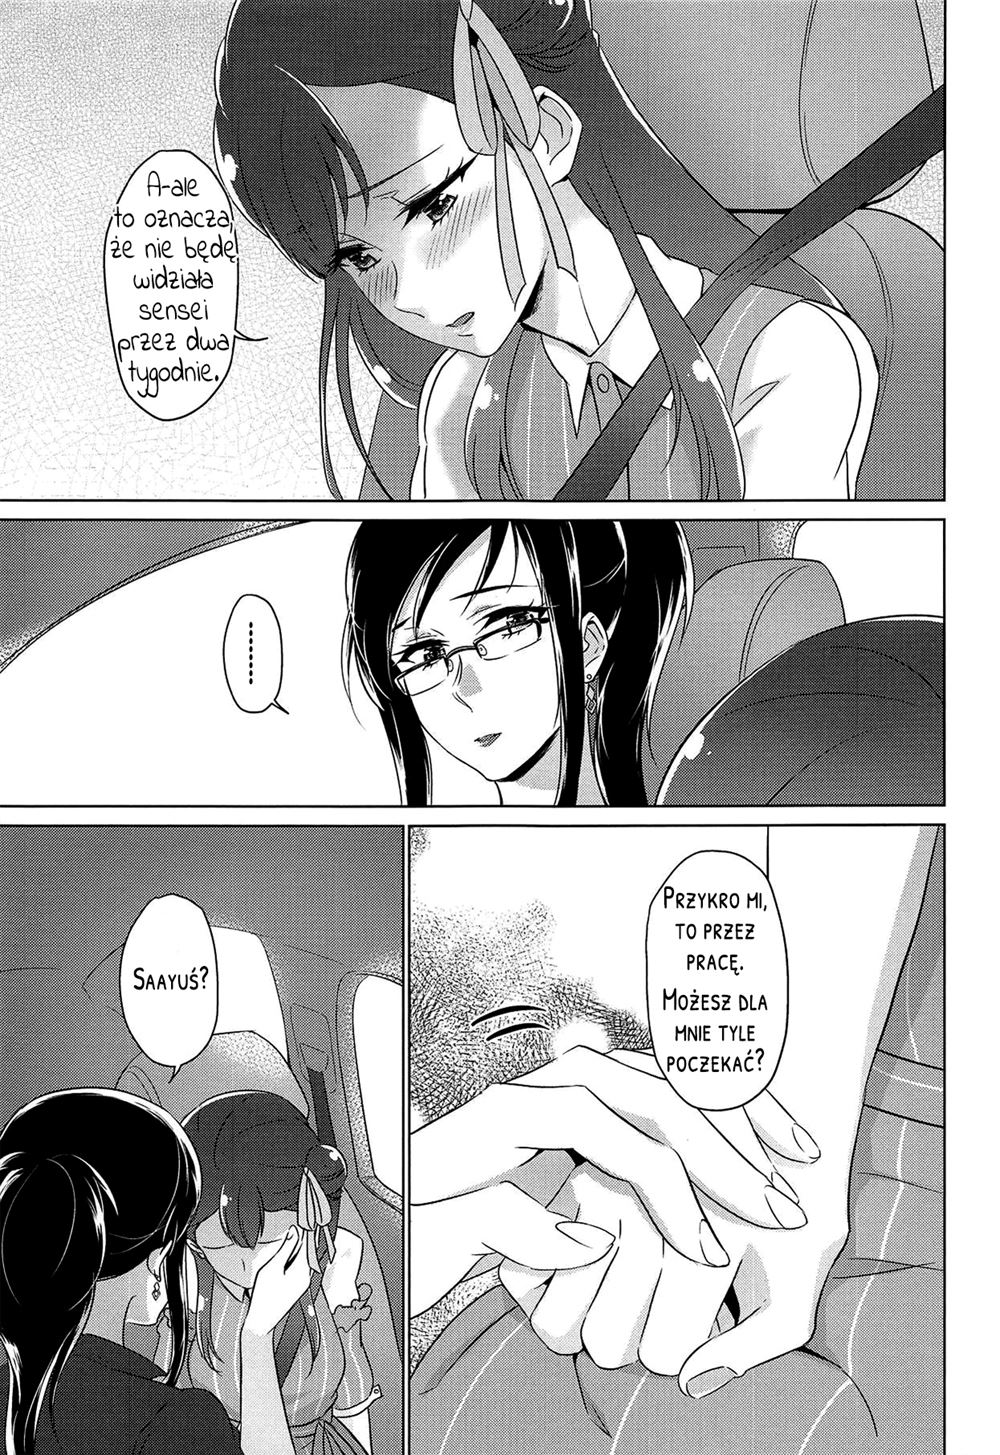 A-ale
to oznacza,
że nie będę
widziała
sensei
przez dwa
tygodnie.
.........
Przykro mi,
to przez
pracę.
Możesz dla
mnie tyle
poczekać?
Saayuś?